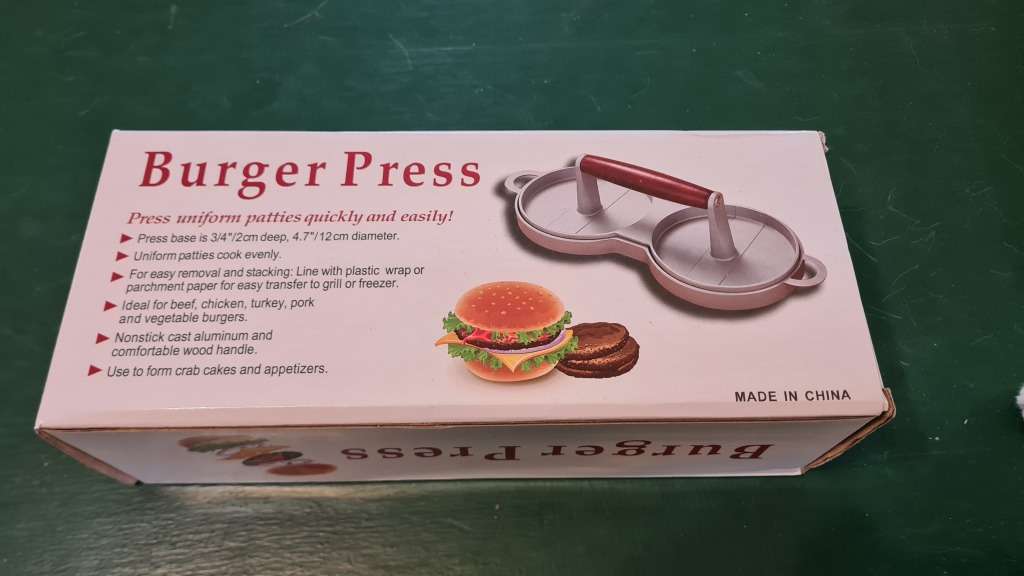 Burger Press
Press uniform patties quickly and easily!
Press base is 3/4"/2cm deep, 4.7"/12cm diameter.
Uniform patties cook evenly.
For easy removal and stacking: Line with plastic wrap or
parchment paper for easy transfer to grill or freezer.
Ideal for beef, chicken, turkey, pork
and vegetable burgers.
Nonstick cast aluminum and
comfortable wood handle.
Use to form crab cakes and appetizers.
MADE IN CHINA
Burger Press